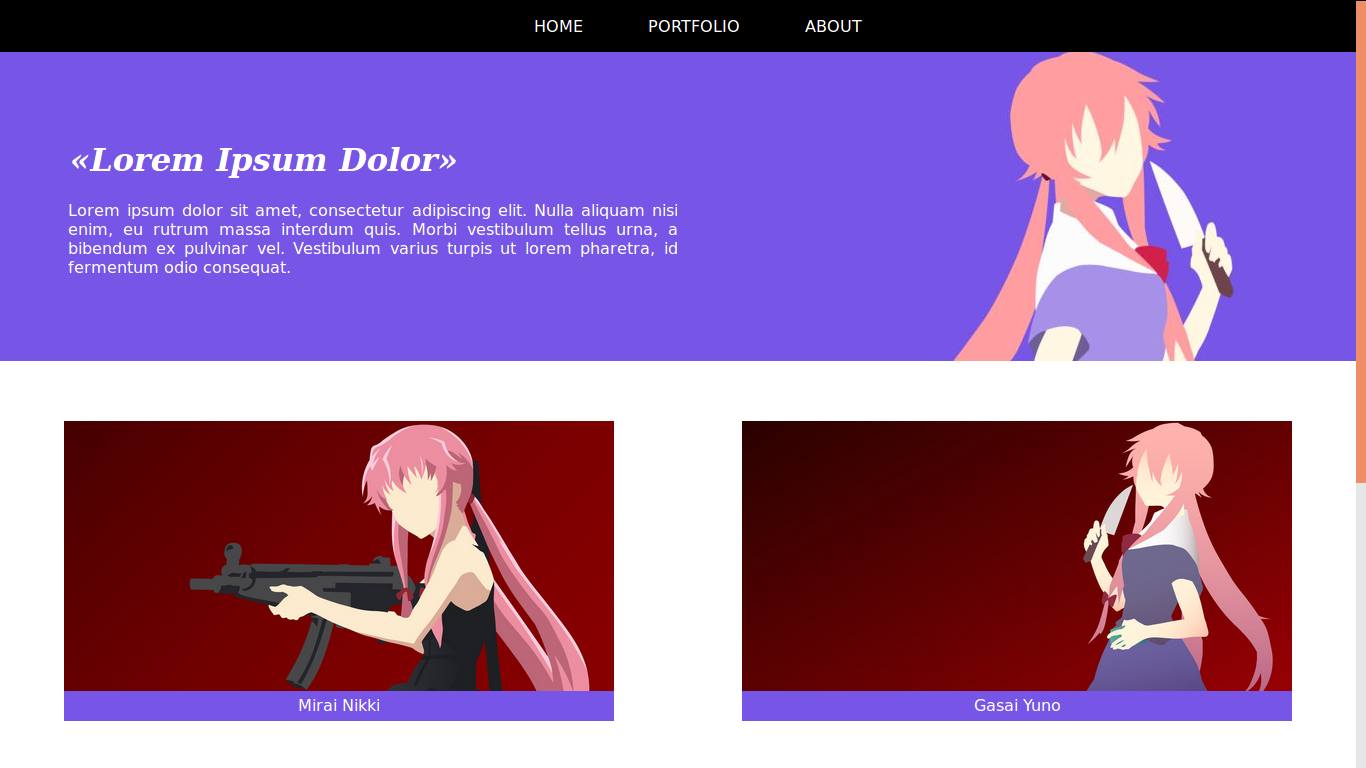 HOME PORTFOLIO ABOUT
«Lorem Ipsum Dolor»
Lorem ipsum dolor sit amet, consectetur adipiscing elit. Nulla aliquam nisi
enim, eu rutrum massa interdum quis. Morbi vestibulum tellus urna, a
bibendum ex pulvinar vel. Vestibulum varius turpis ut lorem pharetra, id
fermentum odio consequat.
Mirai Nikki
Gasai Yuno